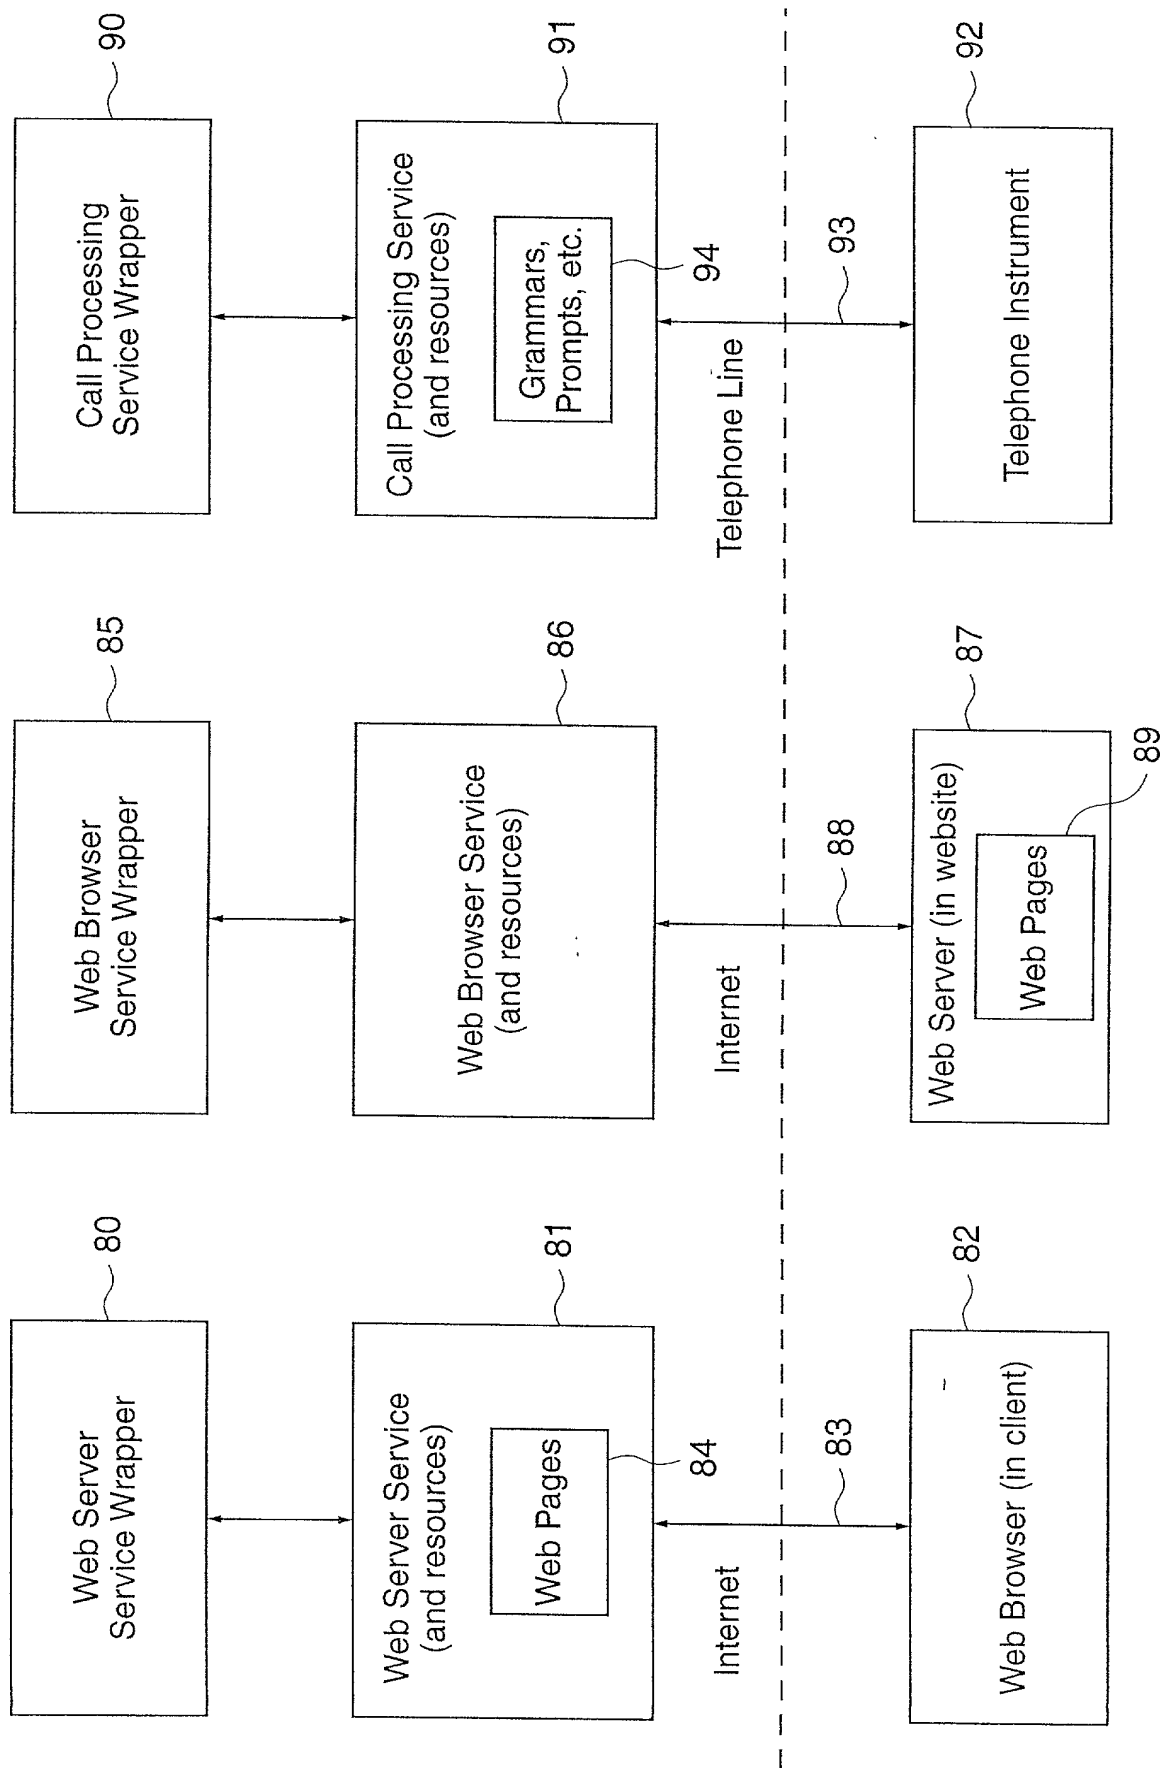 Web Server
Service Wrapper
80
Web Server Service
(and resources)
Web Pages
81
84
Internet
83
Web Browser (in client)
82
Web Browser
Service Wrapper
85
Web Browser Service
(and resources)
86
Internet
88
Web Server (in website)
Web Pages
87
89
Call Processing
Service Wrapper
90
Call Processing Service
(and resources)
Grammars,
Prompts, etc.
91
94
Telephone Line
93
Telephone Instrument
92